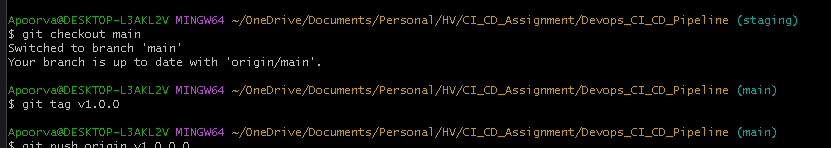 Apoorva@DESKTOP-L3AKL2V MINGW64 ~/OneDrive/Documents/Personal/HV/CI_CD_Assignment/Devops_CI_CD_Pipeline (staging)
$ git checkout main
Switched to branch 'main'
Your branch is up to date with 'origin/main'.
Apoorva@DESKTOP-L3AKL2V MINGW64 ~/OneDrive/Documents/Personal/HV/CI_CD_Assignment/Devops_CI_CD_Pipeline (main)
$ git tag v1.0.0
Apoorva@DESKTOP-L3AKL2V MINGW64 ~/OneDrive/Documents/Personal/HV/CI_CD_Assignment/Devops_CI_CD_Pipeline (main)
$ git push origin v1.0.0.0